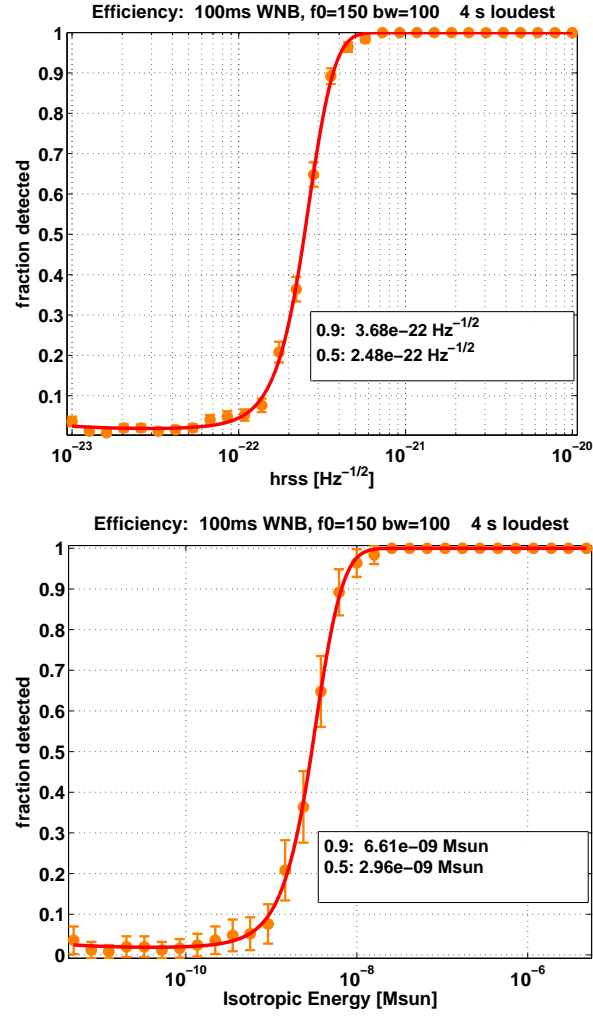 Efficiency: 100ms WNB, f0=150 bw=100 4 s loudest
1
0.9
0.8
0.7
0.6
0.5
0.4
0.3
0.2
0.1
fraction detected
0.9: 3.68e−22 Hz−1/2
0.5: 2.48e−22 Hz−1/2
10−23 10−22 10−21 10−20
hrss [Hz−1/2]
Efficiency: 100ms WNB, f0=150 bw=100 4 s loudest
1
0.9
0.8
0.7
0.6
0.5
0.4
0.3
0.2
0.1
0
fraction detected
0.9: 6.61e−09 Msun
0.5: 2.96e−09 Msun
10−10 10−8 10−6
Isotropic Energy [Msun]